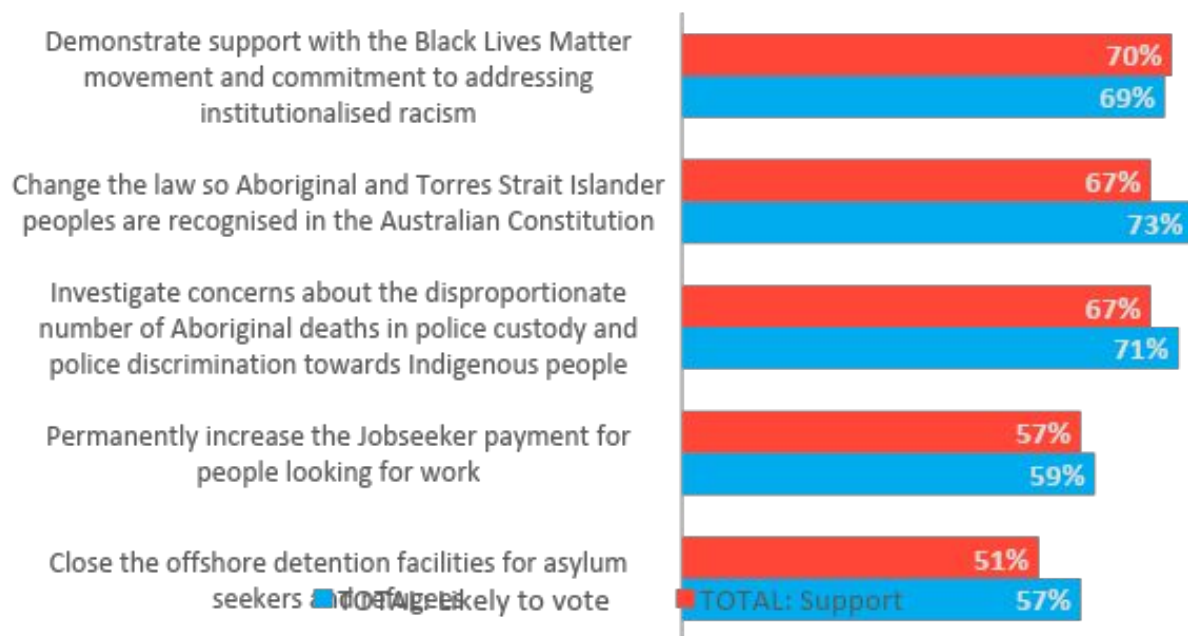 Demonstrate support with the Black Lives Matter
movement and commitment to addressing
institutionalised racism
70%
69%
Change the law so Aboriginal and Torres Strait Islander
peoples are recognised in the Australian Constitution
67%
73%
Investigate concerns about the disproportionate
number of Aboriginal deaths in police custody and
police discrimination towards Indigenous people
67%
71%
Permanently increase the Jobseeker payment for
people looking for work
57%
59%
Close the offshore detention facilities for asylum
seekers and refugees
51%
57%
TOTAL: Likely to vote
TOTAL: Support